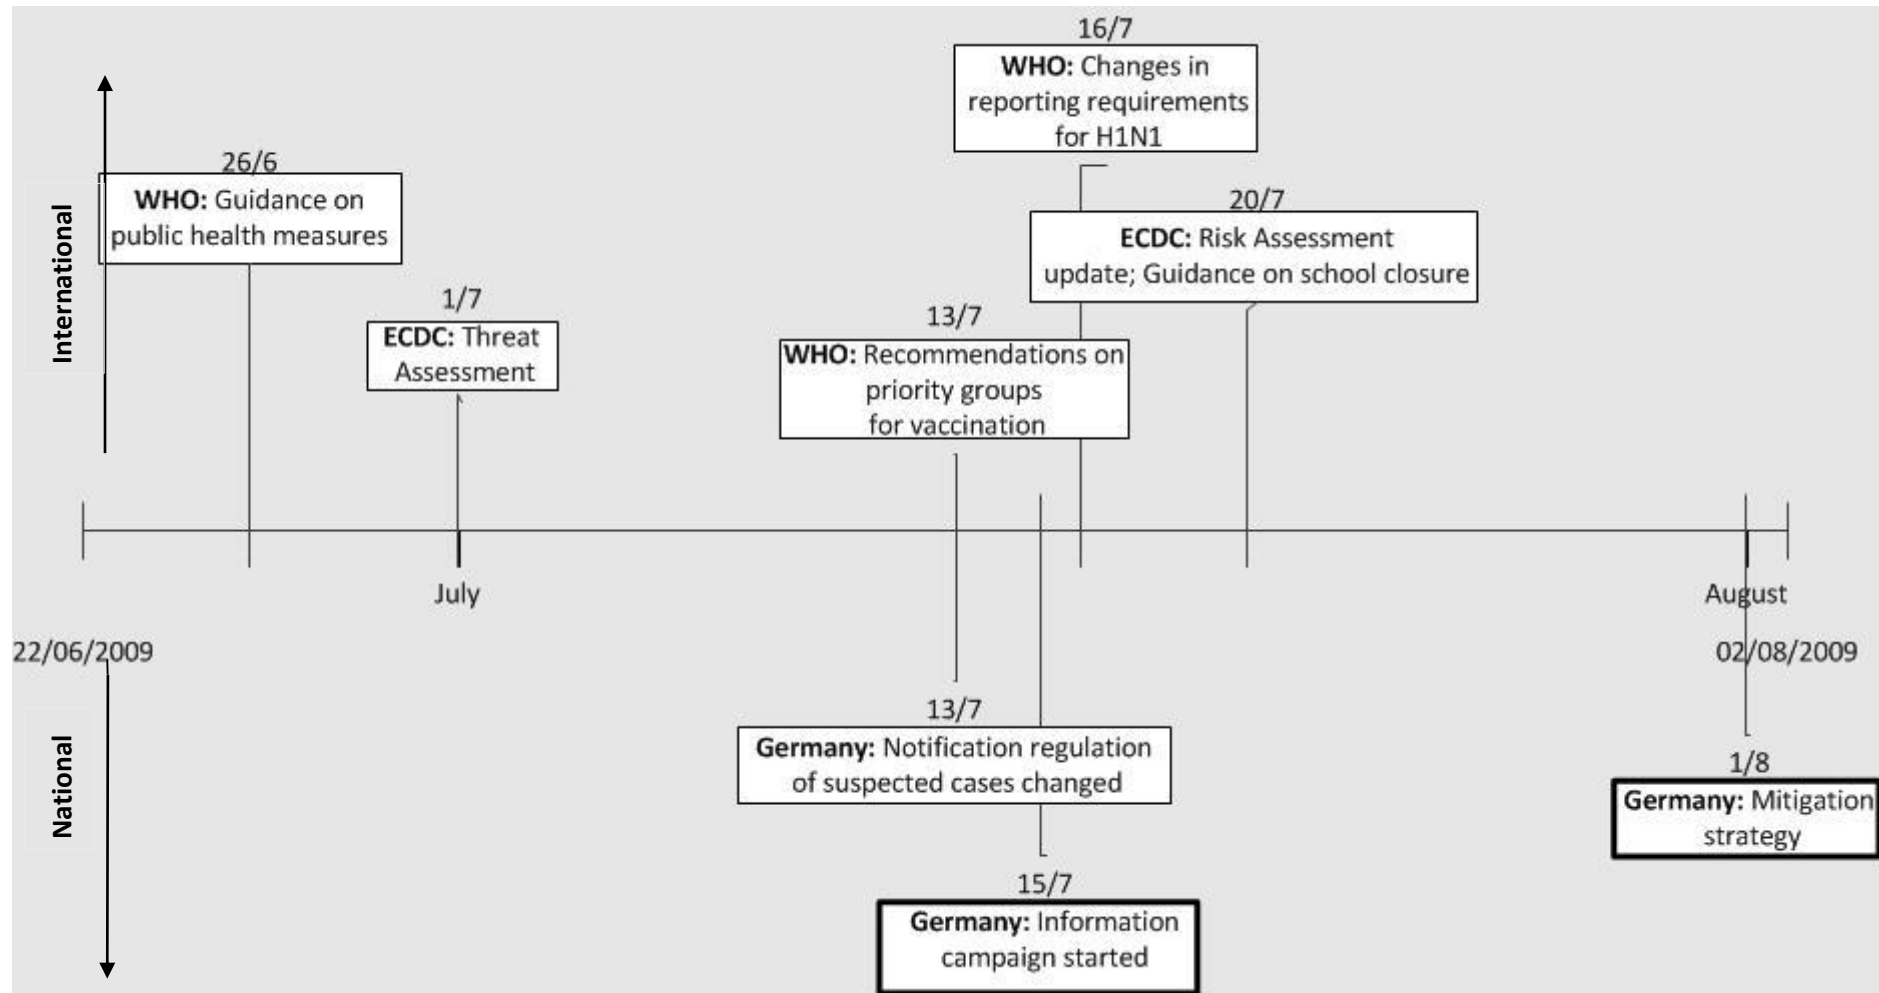 16/7
WHO: Changes in
reporting requirements
for H1N1
26/6
WHO: Guidance on
public health measures
20/7
ECDC: Risk Assessment
update; Guidance on school closure
1/7
ECDC: Threat
Assessment
13/7
WHO: Recommendations on
priority groups
for vaccination
International
July
August
22/06/2009
02/08/2009
National
13/7
Germany: Notification regulation
of suspected cases changed
1/8
Germany: Mitigation
strategy
15/7
Germany: Information
campaign started